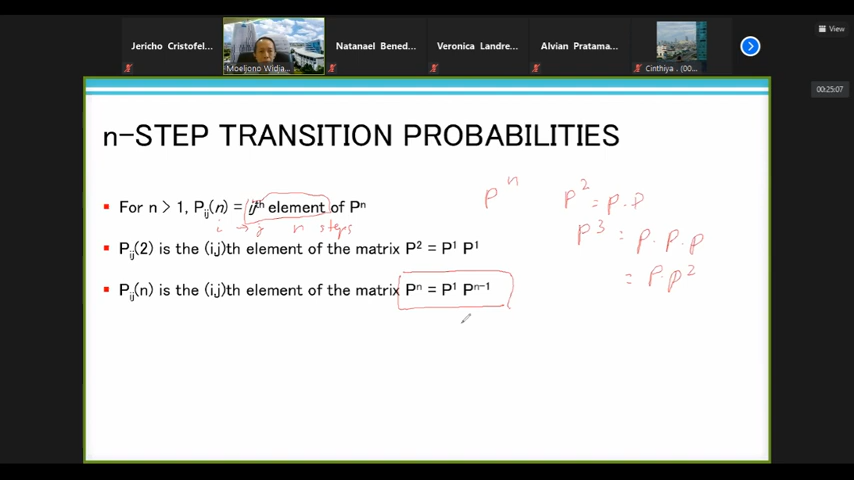 View
Jericho Cristofel...
Natanael Bened...
Veronica Landre...
Alvian Pratama...
Moeljono Widja...
Cinthiya . (00...
00:25:07
n-STEP TRANSITION PROBABILITIES
For n > 1, Pij(n) = ijth element of Pⁿ
i → j n steps
Pij(2) is the (i,j)th element of the matrix P² = P¹ P¹
Pij(n) is the (i,j)th element of the matrix Pⁿ = P¹ Pⁿ⁻¹
Pⁿ
P² = P.P
P³ = P. P. P
= P.P²